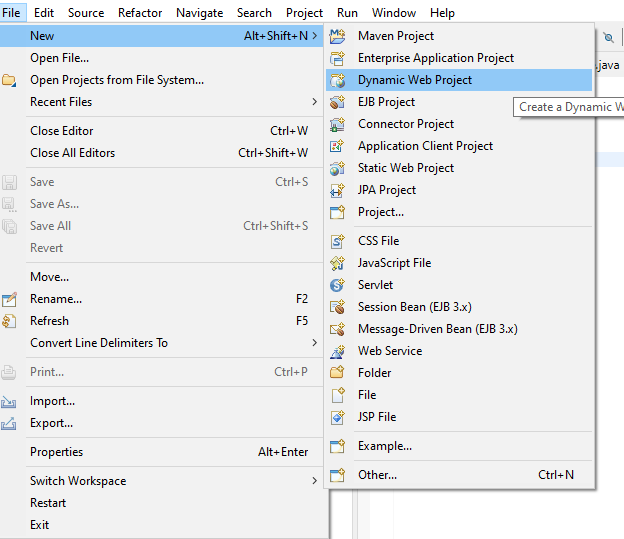 File Edit Source Refactor Navigate Search Project Run Window Help
New Alt+Shift+N
Open File...
Open Projects from File System...
Recent Files
Close Editor Ctrl+W
Close All Editors Ctrl+Shift+W
Save Ctrl+S
Save As...
Save All Ctrl+Shift+S
Revert
Move...
Rename... F2
Refresh F5
Convert Line Delimiters To
Print... Ctrl+P
Import...
Export...
Properties Alt+Enter
Switch Workspace
Restart
Exit
Maven Project
Enterprise Application Project
Dynamic Web Project
EJB Project
Connector Project
Application Client Project
Static Web Project
JPA Project
Project...
CSS File
JavaScript File
Servlet
Session Bean (EJB 3.x)
Message-Driven Bean (EJB 3.x)
Web Service
Folder
File
JSP File
Example...
Other... Ctrl+N
.java
Create a Dynamic W